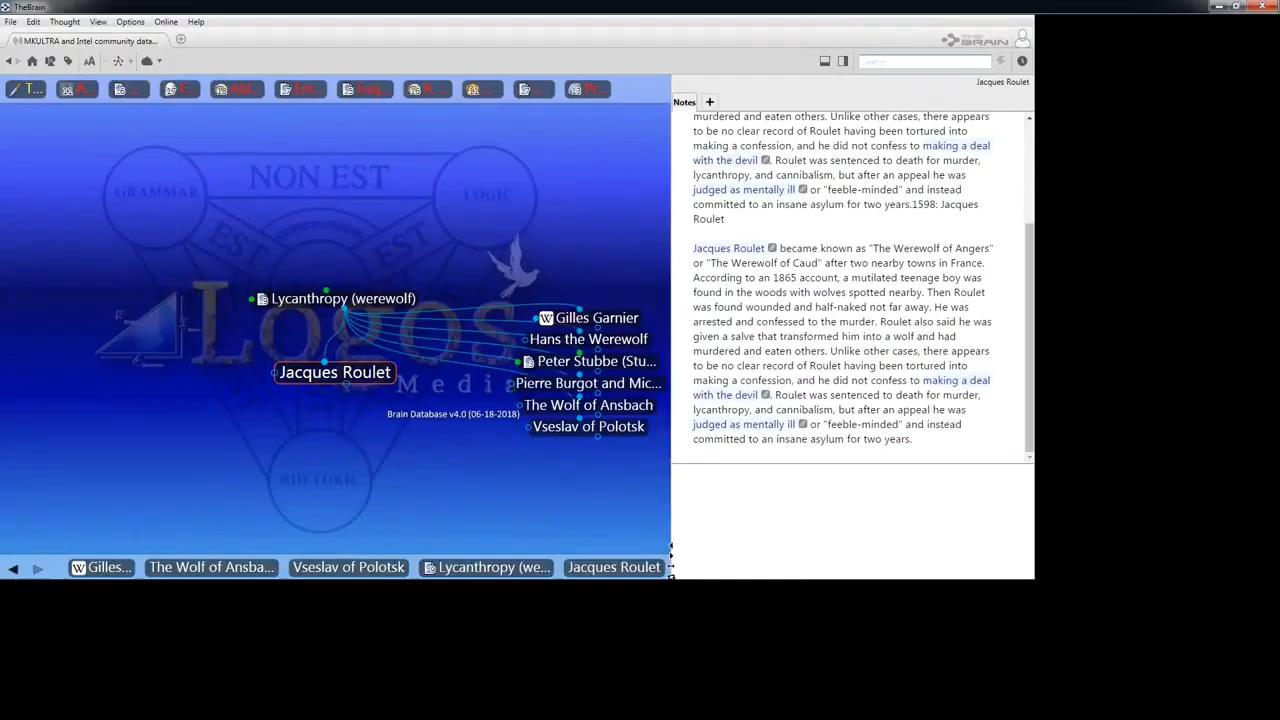 TheBrain
File Edit Thought View Options Online Help
MKULTRA and Intel community data...
THE BRAIN
Search
T...
Jacques Roulet
Notes
NON EST
GRAMMAR
LOGIC
EST
EST
RHETORIC
Logos
Media
Lycanthropy (werewolf)
Jacques Roulet
Gilles Garnier
Hans the Werewolf
Peter Stubbe (Stu...
Pierre Burgot and Mic...
The Wolf of Ansbach
Vseslav of Polotsk
Brain Database v4.0 (06-18-2018)
murdered and eaten others. Unlike other cases, there appears
to be no clear record of Roulet having been tortured into
making a confession, and he did not confess to making a deal
with the devil. Roulet was sentenced to death for murder,
lycanthropy, and cannibalism, but after an appeal he was
judged as mentally ill or "feeble-minded" and instead
committed to an insane asylum for two years.1598: Jacques
Roulet
Jacques Roulet became known as "The Werewolf of Angers"
or "The Werewolf of Caud" after two nearby towns in France.
According to an 1865 account, a mutilated teenage boy was
found in the woods with wolves spotted nearby. Then Roulet
was found wounded and half-naked not far away. He was
arrested and confessed to the murder. Roulet also said he was
given a salve that transformed him into a wolf and had
murdered and eaten others. Unlike other cases, there appears
to be no clear record of Roulet having been tortured into
making a confession, and he did not confess to making a deal
with the devil. Roulet was sentenced to death for murder,
lycanthropy, and cannibalism, but after an appeal he was
judged as mentally ill or "feeble-minded" and instead
committed to an insane asylum for two years.
Gilles... The Wolf of Ansba... Vseslav of Polotsk Lycanthropy (we... Jacques Roulet